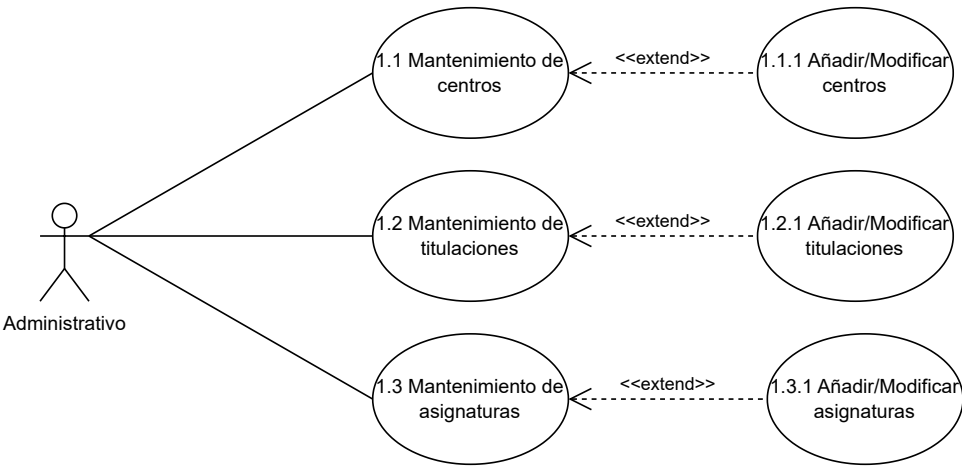 1.1 Mantenimiento de
centros
<<extend>>
1.1.1 Añadir/Modificar
centros
1.2 Mantenimiento de
titulaciones
<<extend>>
1.2.1 Añadir/Modificar
titulaciones
Administrativo
1.3 Mantenimiento de
asignaturas
<<extend>>
1.3.1 Añadir/Modificar
asignaturas